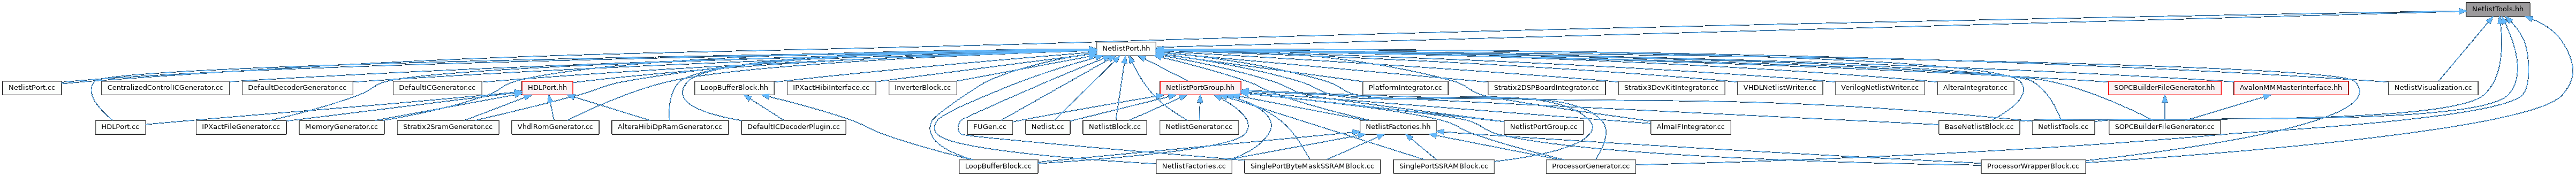 NetlistTools.hh
NetlistPort.hh
NetlistPort.cc
CentralizedControlICGenerator.cc
DefaultDecoderGenerator.cc
DefaultICGenerator.cc
HDLPort.hh
LoopBufferBlock.hh
IPXactHibiInterface.cc
InverterBlock.cc
NetlistPortGroup.hh
PlatformIntegrator.cc
Stratix2DSPBoardIntegrator.cc
Stratix3DevKitIntegrator.cc
VHDLNetlistWriter.cc
VerilogNetlistWriter.cc
AlteraIntegrator.cc
SOPCBuilderFileGenerator.hh
AvalonMMMasterInterface.hh
NetlistVisualization.cc
HDLPort.cc
IPXactFileGenerator.cc
MemoryGenerator.cc
Stratix2SramGenerator.cc
VhdlRomGenerator.cc
AlteraHibiDpRamGenerator.cc
DefaultICDecoderPlugin.cc
FUGen.cc
Netlist.cc
NetlistBlock.cc
NetlistGenerator.cc
NetlistFactories.hh
NetlistPortGroup.cc
AlmaIFIntegrator.cc
BaseNetlistBlock.cc
NetlistTools.cc
SOPCBuilderFileGenerator.cc
LoopBufferBlock.cc
NetlistFactories.cc
SinglePortByteMaskSSRAMBlock.cc
SinglePortSSRAMBlock.cc
ProcessorGenerator.cc
ProcessorWrapperBlock.cc